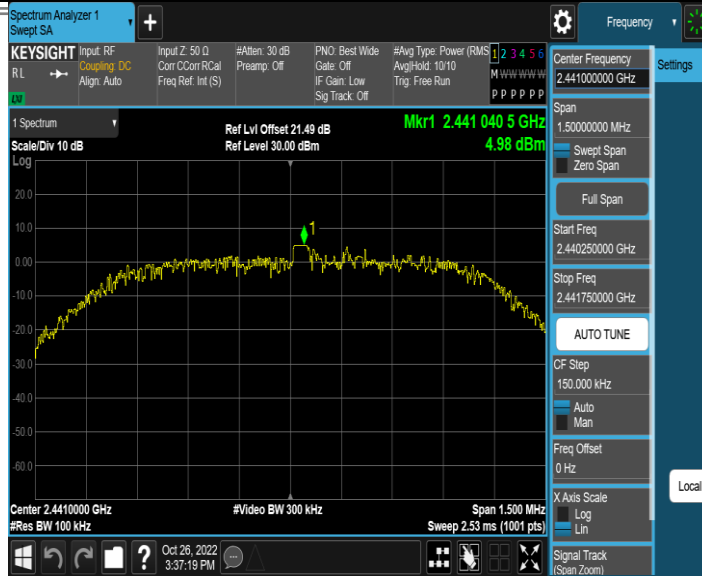 Spectrum Analyzer 1
Swept SA
+
Frequency
KEYSIGHT
RL
LXI
Input: RF
Coupling: DC
Align: Auto
Input Z: 50 Ω
Corr CCorr RCal
Freq Ref: Int (S)
#Atten: 30 dB
Preamp: Off
PNO: Best Wide
Gate: Off
IF Gain: Low
Sig Track: Off
#Avg Type: Power (RMS
Avg|Hold: 10/10
Trig: Free Run
1 2 3 4 5 6
M W W W W W
P P P P P P
1 Spectrum
Scale/Div 10 dB
Log
Ref Lvl Offset 21.49 dB
Ref Level 30.00 dBm
Mkr1 2.441 040 5 GHz
4.98 dBm
1
20.0
10.0
0.00
-10.0
-20.0
-30.0
-40.0
-50.0
-60.0
Center 2.4410000 GHz
#Res BW 100 kHz
#Video BW 300 kHz
Span 1.500 MHz
Sweep 2.53 ms (1001 pts)
Oct 26, 2022
3:37:19 PM
?
Center Frequency
2.441000000 GHz
Span
1.50000000 MHz
Swept Span
Zero Span
Full Span
Start Freq
2.440250000 GHz
Stop Freq
2.441750000 GHz
AUTO TUNE
CF Step
150.000 kHz
Auto
Man
Freq Offset
0 Hz
X Axis Scale
Log
Lin
Signal Track
(Span Zoom)
Settings
Local